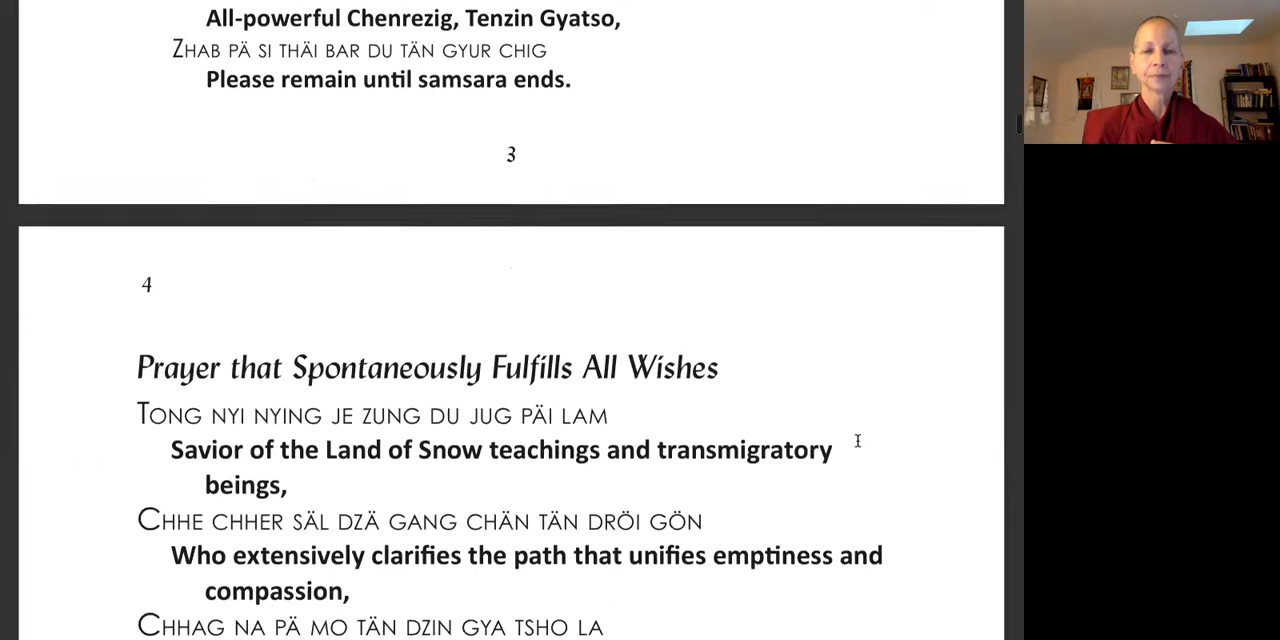 All-powerful Chenrezig, Tenzin Gyatso,
ZHAB PÄ SI THÄI BAR DU TÄN GYUR CHIG
Please remain until samsara ends.
3
4
Prayer that Spontaneously Fulfills All Wishes
TONG NYI NYING JE ZUNG DU JUG PÄI LAM
Savior of the Land of Snow teachings and transmigratory
beings,
CHHE CHHER SÄL DZÄ GANG CHÄN TÄN DRÖI GÖN
Who extensively clarifies the path that unifies emptiness and
compassion,
CHHAG NA PÄ MO TÄN DZIN GYA TSHO LA